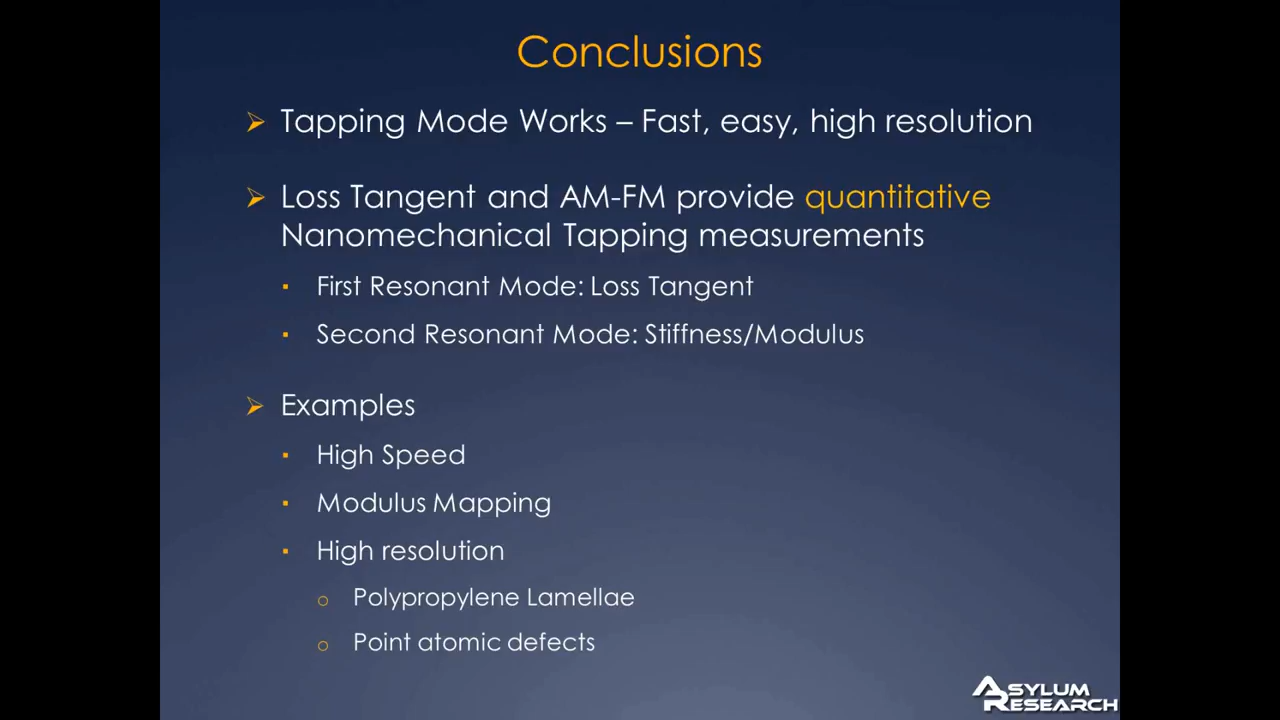 Conclusions
Tapping Mode Works – Fast, easy, high resolution
Loss Tangent and AM-FM provide quantitative
Nanomechanical Tapping measurements
First Resonant Mode: Loss Tangent
Second Resonant Mode: Stiffness/Modulus
Examples
High Speed
Modulus Mapping
High resolution
Polypropylene Lamellae
Point atomic defects
ASYLUM
RESEARCH